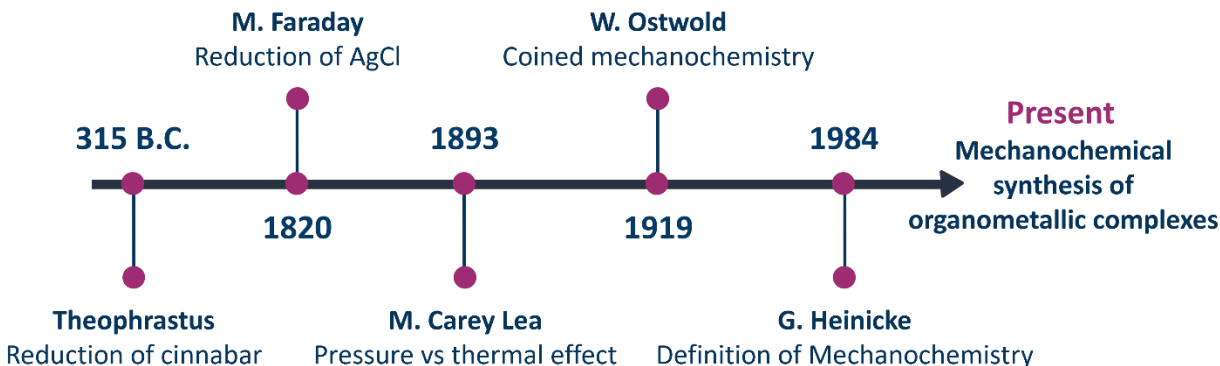 M. Faraday
Reduction of AgCl
W. Ostwold
Coined mechanochemistry
315 B.C.
1893
1984
Present
Mechanochemical
synthesis of
organometallic complexes
1820
1919
Theophrastus
Reduction of cinnabar
M. Carey Lea
Pressure vs thermal effect
G. Heinicke
Definition of Mechanochemistry